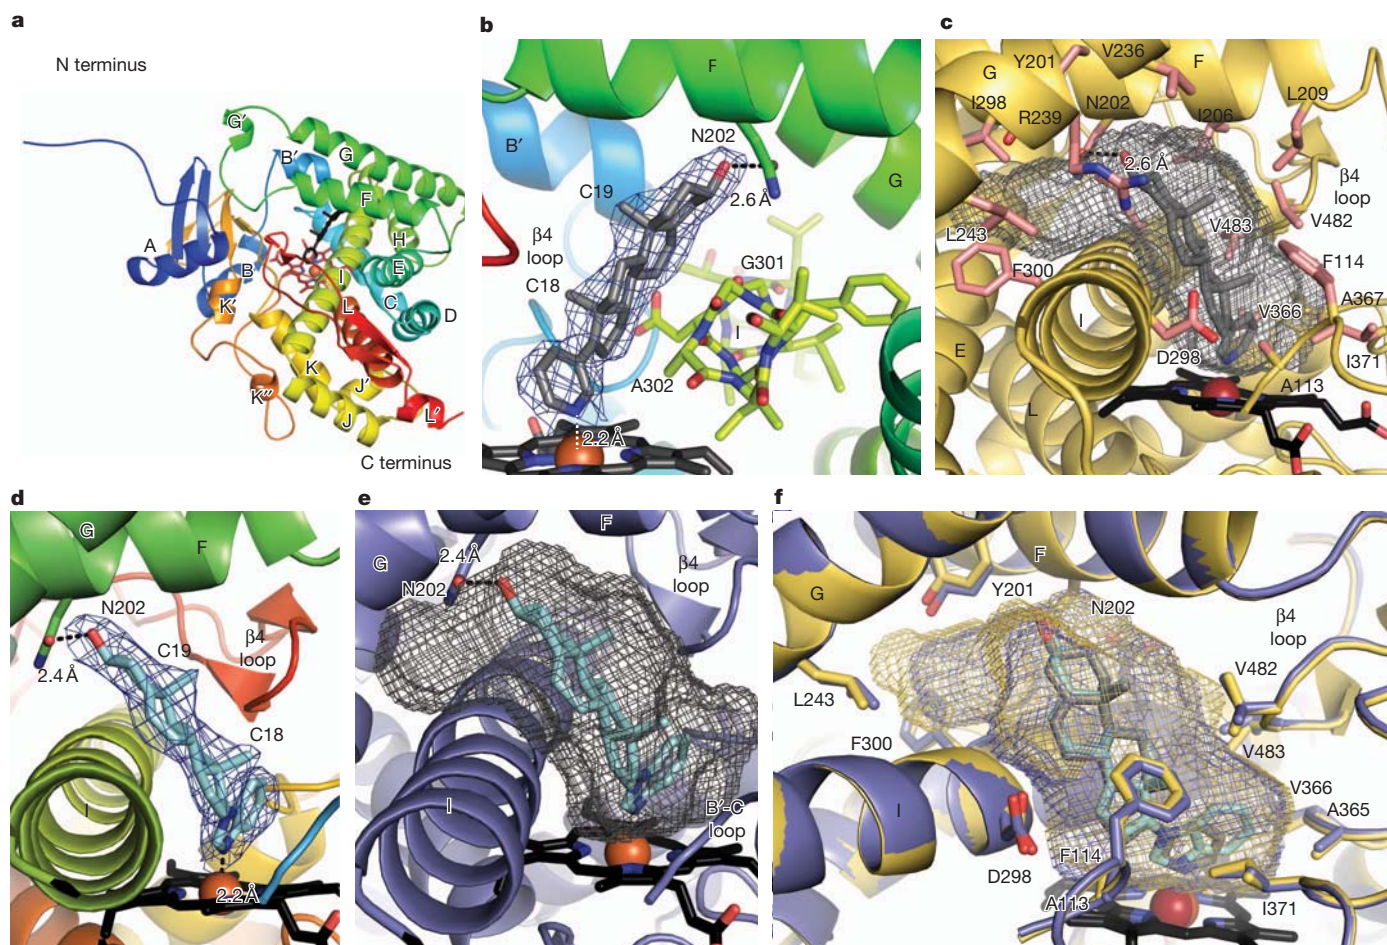 a
N terminus
G′
B′
G
F
A
H
E
B
I
C
D
K′
L
K
J′
K″
J
L′
C terminus
b
F
N202
B′
C19
2.6 Å
G
β4
loop
G301
C18
I
A302
2.2 Å
c
V236
Y201
F
G
I298
N202
L209
R239
I206
2.6 Å
β4
loop
V482
L243
V483
F300
F114
A367
I
V366
E
D298
I371
A113
L
d
G
F
N202
C19
β4
loop
2.4 Å
C18
I
2.2 Å
e
F
G
2.4 Å
β4
loop
N202
I
B′-C
loop
f
F
G
Y201
N202
β4
loop
V482
L243
F300
V483
V366
I
A365
F114
D298
A113
I371